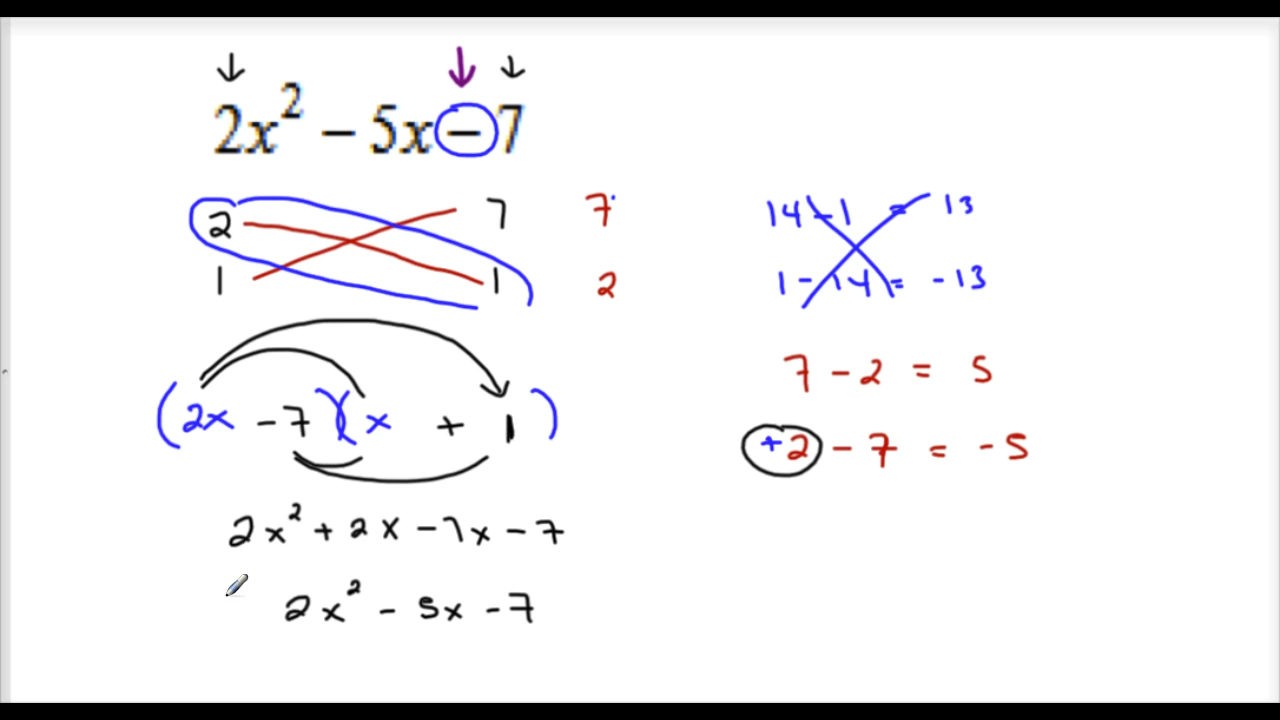 2x² − 5x − 7
2 7 7
1 1 2
14 − 1 = 13
1 − 14 = −13
7 − 2 = 5
+2 − 7 = −5
(2x − 7)(x + 1)
2x² + 2x − 7x − 7
2x² − 5x − 7